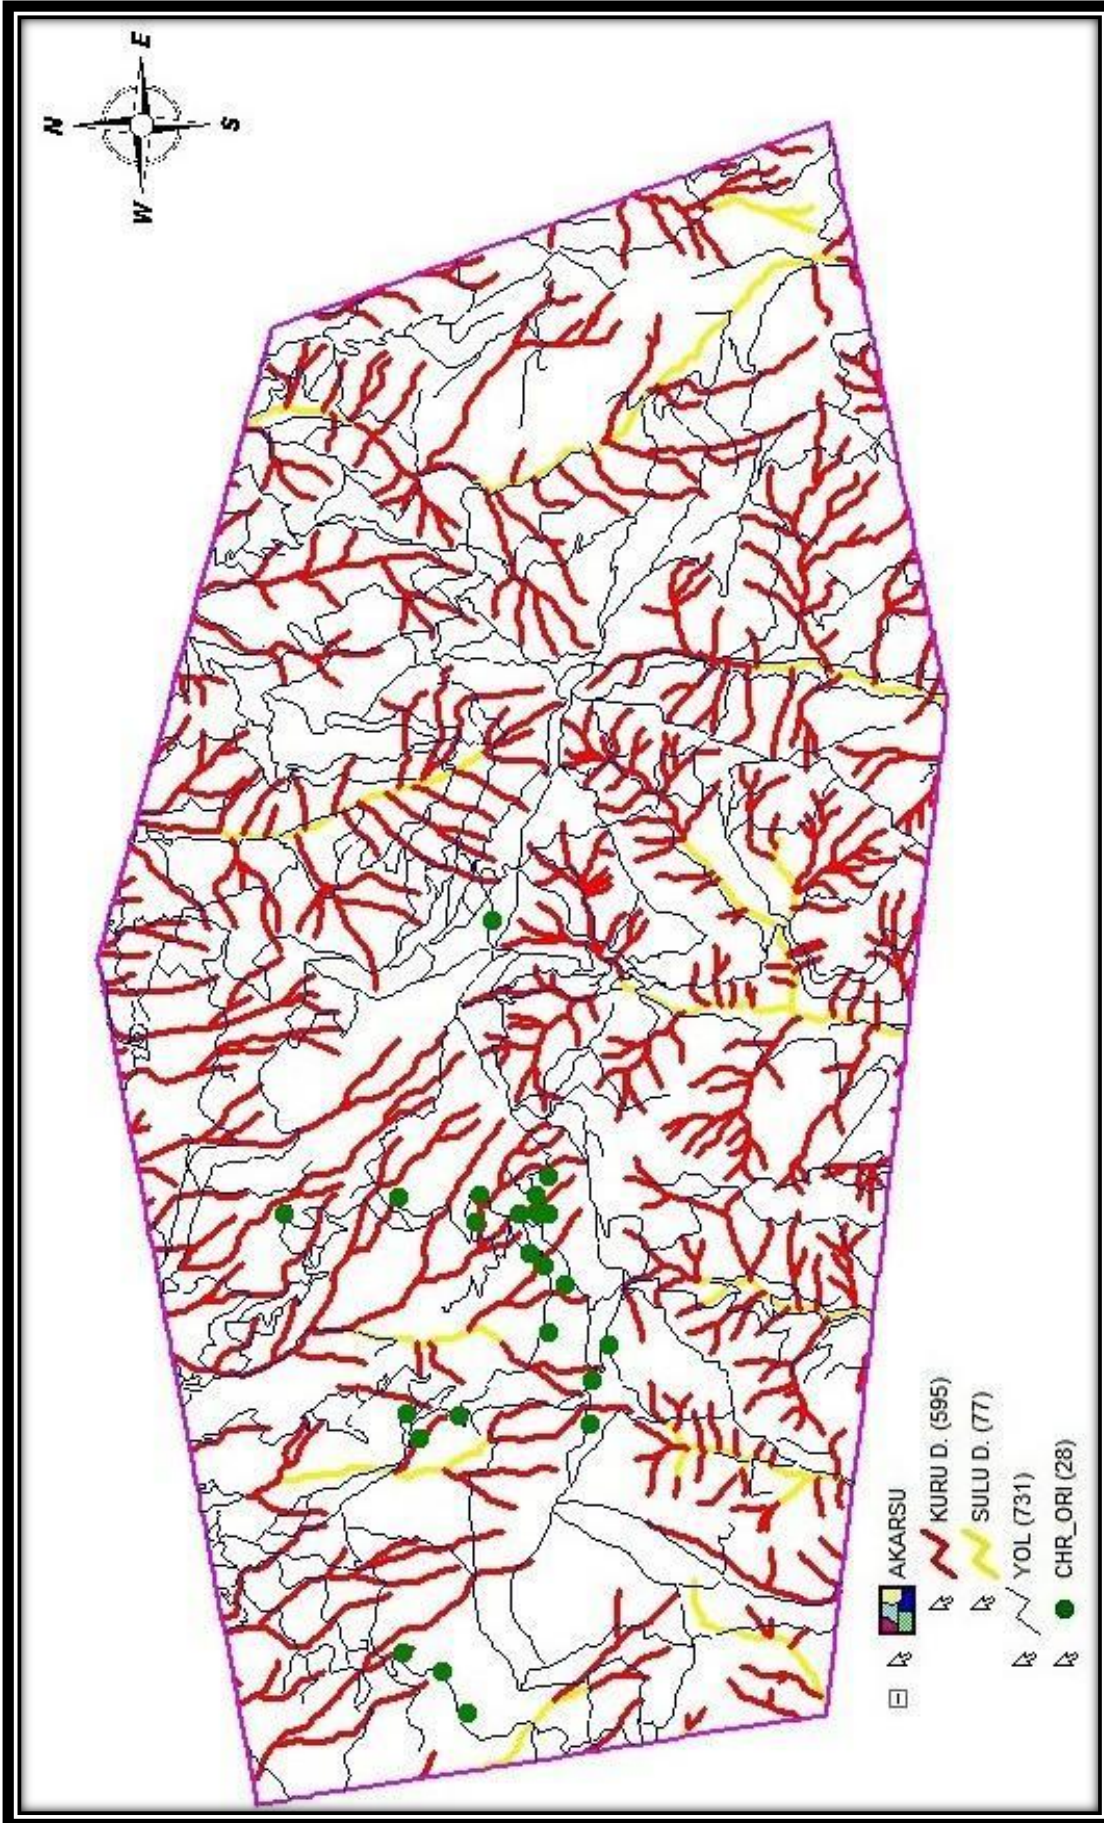 N
E
W
S
AKARSU
KURU D. (595)
SULU D. (77)
YOL (731)
CHR_ORI (28)